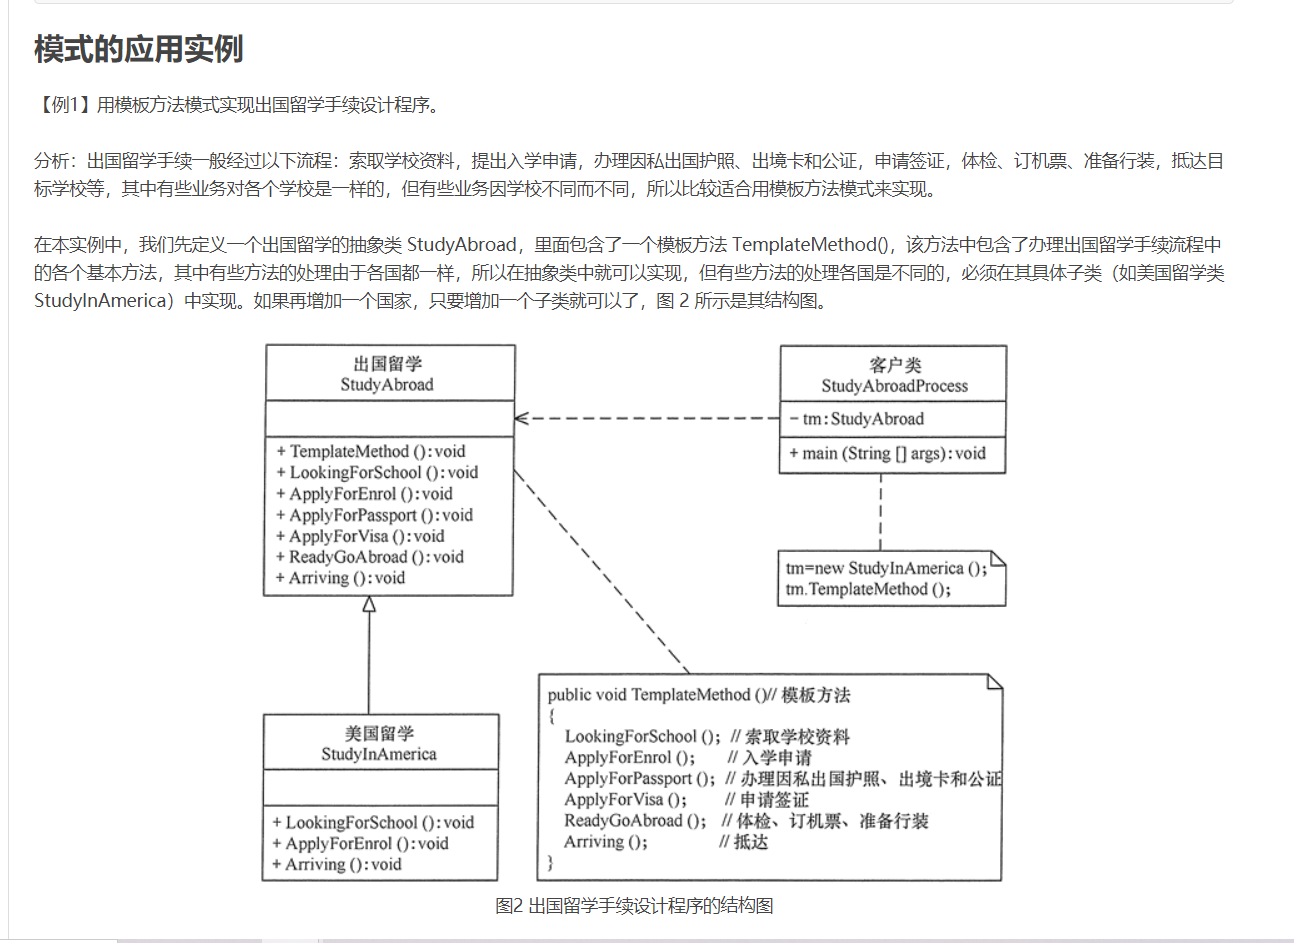 模式的应用实例
【例1】用模板方法模式实现出国留学手续设计程序。
分析：出国留学手续一般经过以下流程：索取学校资料，提出入学申请，办理因私出国护照、出境卡和公证，申请签证，体检、订机票、准备行装，抵达目
标学校等，其中有些业务对各个学校是一样的，但有些业务因学校不同而不同，所以比较适合用模板方法模式来实现。
在本实例中，我们先定义一个出国留学的抽象类 StudyAbroad，里面包含了一个模板方法 TemplateMethod()，该方法中包含了办理出国留学手续流程中
的各个基本方法，其中有些方法的处理由于各国都一样，所以在抽象类中就可以实现，但有些方法的处理各国是不同的，必须在其具体子类（如美国留学类
StudyInAmerica）中实现。如果再增加一个国家，只要增加一个子类就可以了，图 2 所示是其结构图。
出国留学
StudyAbroad
+ TemplateMethod ():void
+ LookingForSchool ():void
+ ApplyForEnrol ():void
+ ApplyForPassport ():void
+ ApplyForVisa ():void
+ ReadyGoAbroad ():void
+ Arriving ():void
客户类
StudyAbroadProcess
- tm:StudyAbroad
+ main (String [] args):void
tm=new StudyInAmerica ();
tm.TemplateMethod ();
美国留学
StudyInAmerica
+ LookingForSchool ():void
+ ApplyForEnrol ():void
+ Arriving ():void
public void TemplateMethod ()// 模板方法
{
LookingForSchool (); // 索取学校资料
ApplyForEnrol (); // 入学申请
ApplyForPassport (); // 办理因私出国护照、出境卡和公证
ApplyForVisa (); // 申请签证
ReadyGoAbroad (); // 体检、订机票、准备行装
Arriving (); // 抵达
}
图2 出国留学手续设计程序的结构图